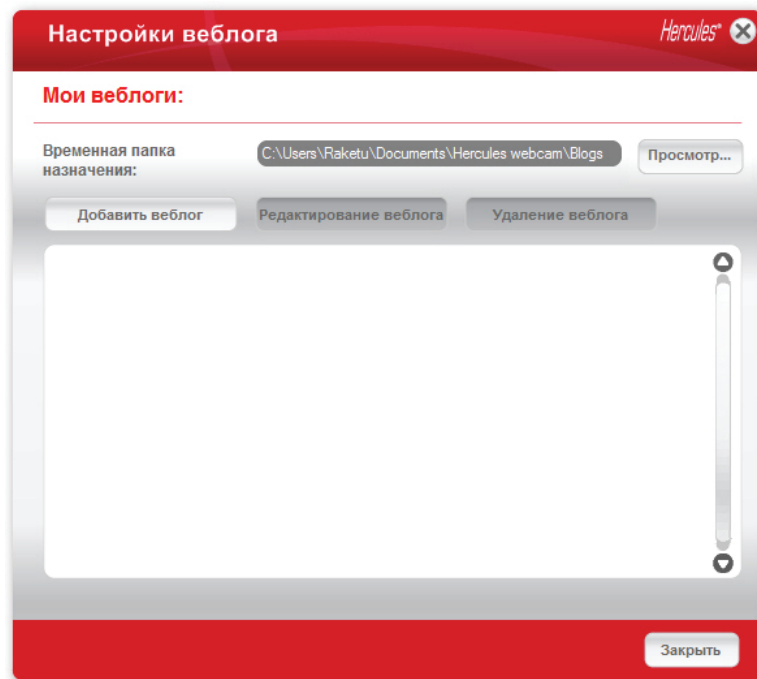 Настройки веблога
Hercules®
Мои веблоги:
Временная папка
назначения:
C:\Users\Raketu\Documents\Hercules webcam\Blogs
Просмотр...
Добавить веблог
Редактирование веблога
Удаление веблога
Закрыть